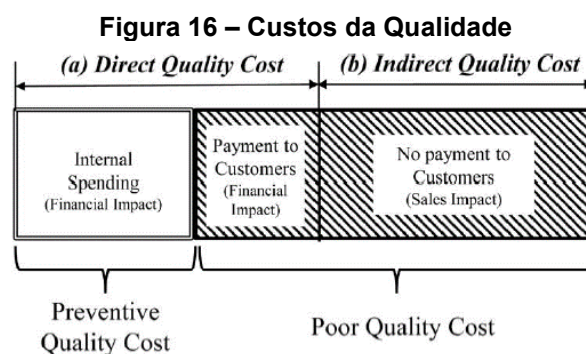 Figura 16 – Custos da Qualidade
(a) Direct Quality Cost
(b) Indirect Quality Cost
Internal
Spending
(Financial Impact)
Payment to
Customers
(Financial
Impact)
No payment to
Customers
(Sales Impact)
Preventive
Quality Cost
Poor Quality Cost